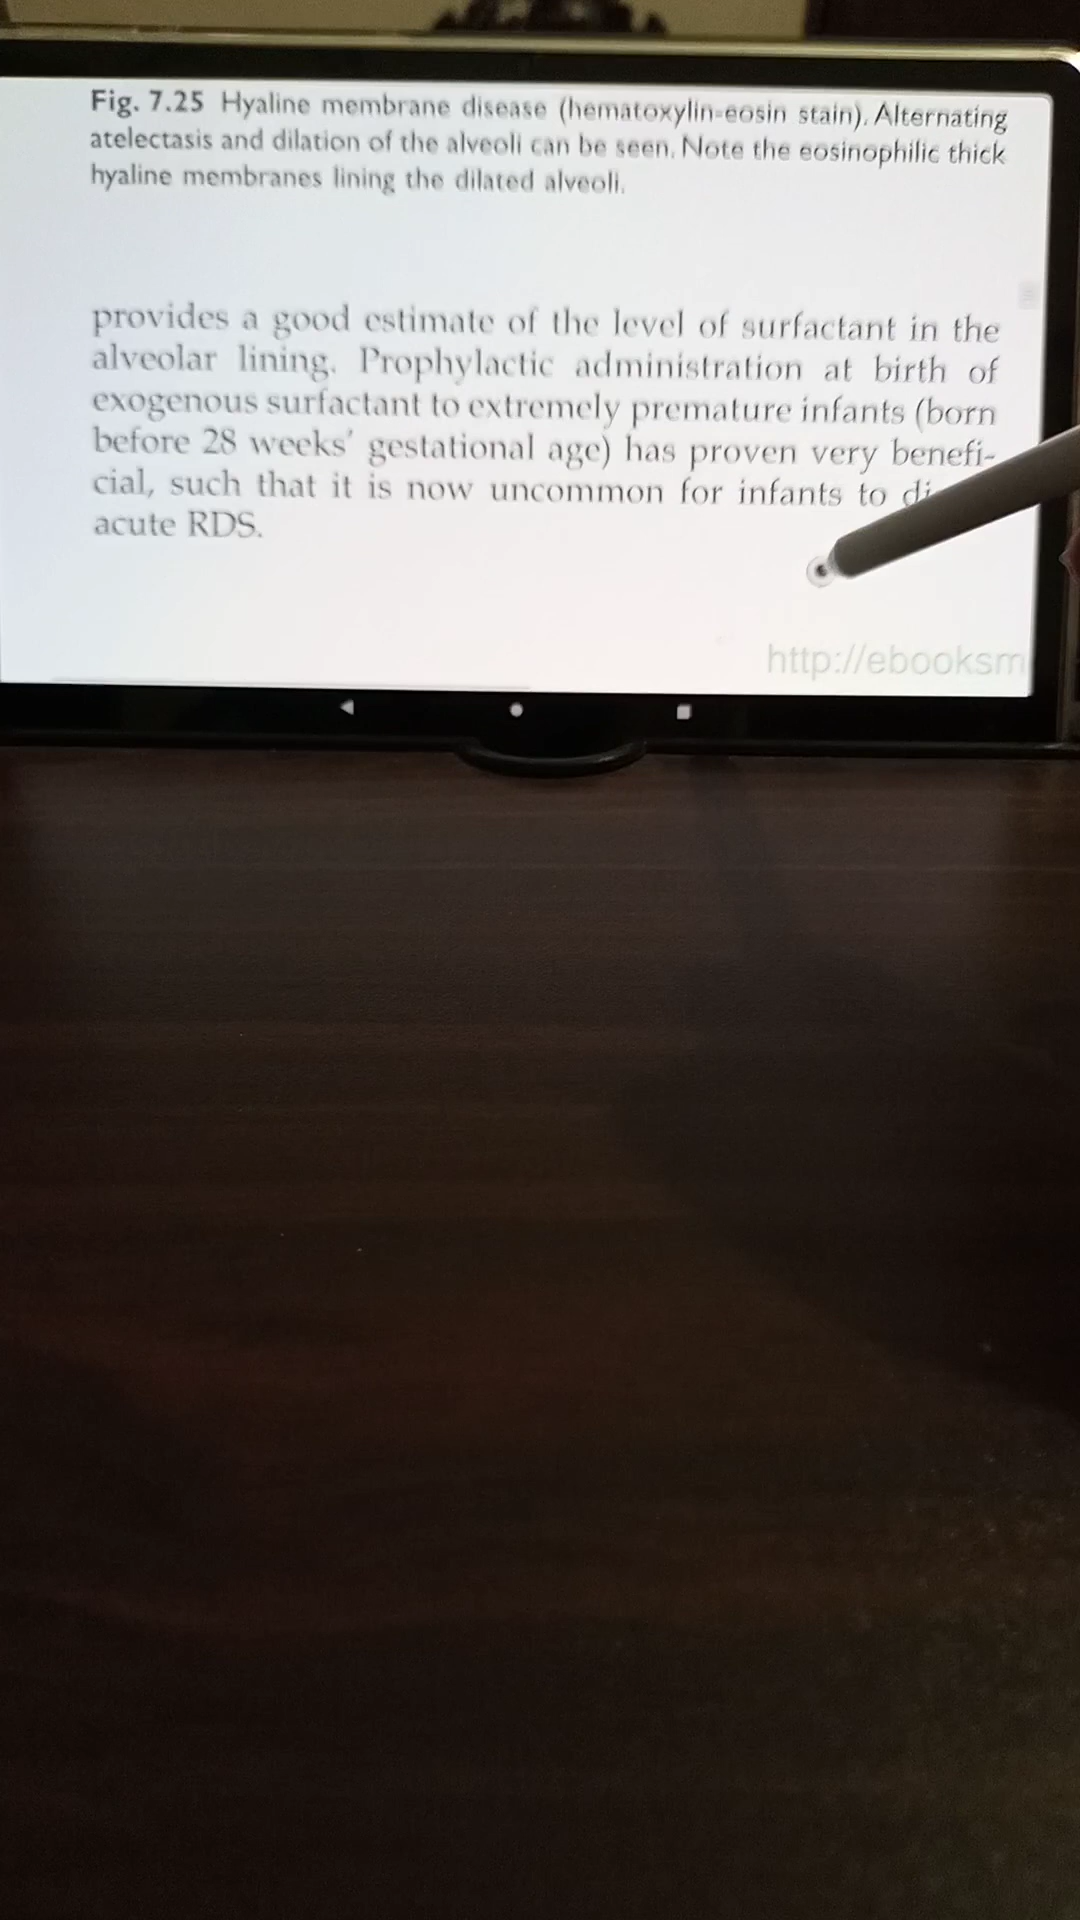 Fig. 7.25 Hyaline membrane disease (hematoxylin-eosin stain). Alternating
atelectasis and dilation of the alveoli can be seen. Note the eosinophilic thick
hyaline membranes lining the dilated alveoli.
provides a good estimate of the level of surfactant in the
alveolar lining. Prophylactic administration at birth of
exogenous surfactant to extremely premature infants (born
before 28 weeks' gestational age) has proven very benefi-
cial, such that it is now uncommon for infants to
acute RDS.
http://ebooksm